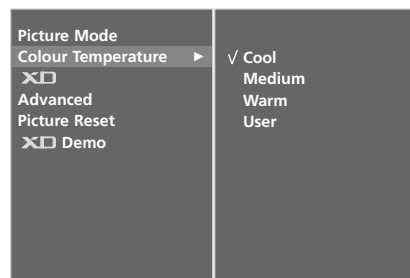 Picture Mode
Colour Temperature ►
XD
Advanced
Picture Reset
XD Demo
√ Cool
Medium
Warm
User